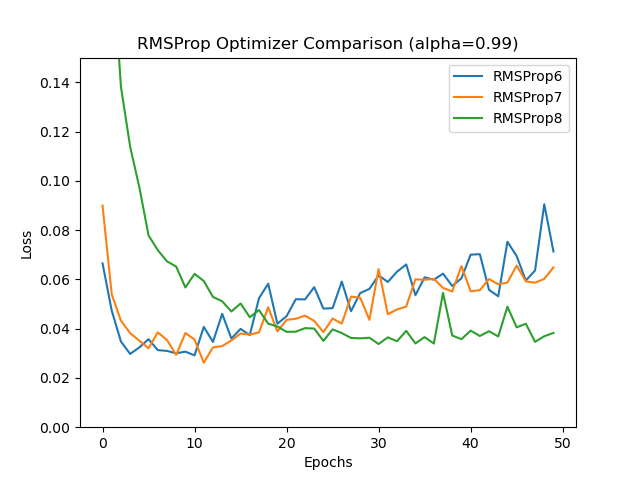 RMSProp Optimizer Comparison (alpha=0.99)
RMSProp6
RMSProp7
RMSProp8
0.14
0.12
0.10
0.08
0.06
0.04
0.02
0.00
Loss
0 10 20 30 40 50
Epochs